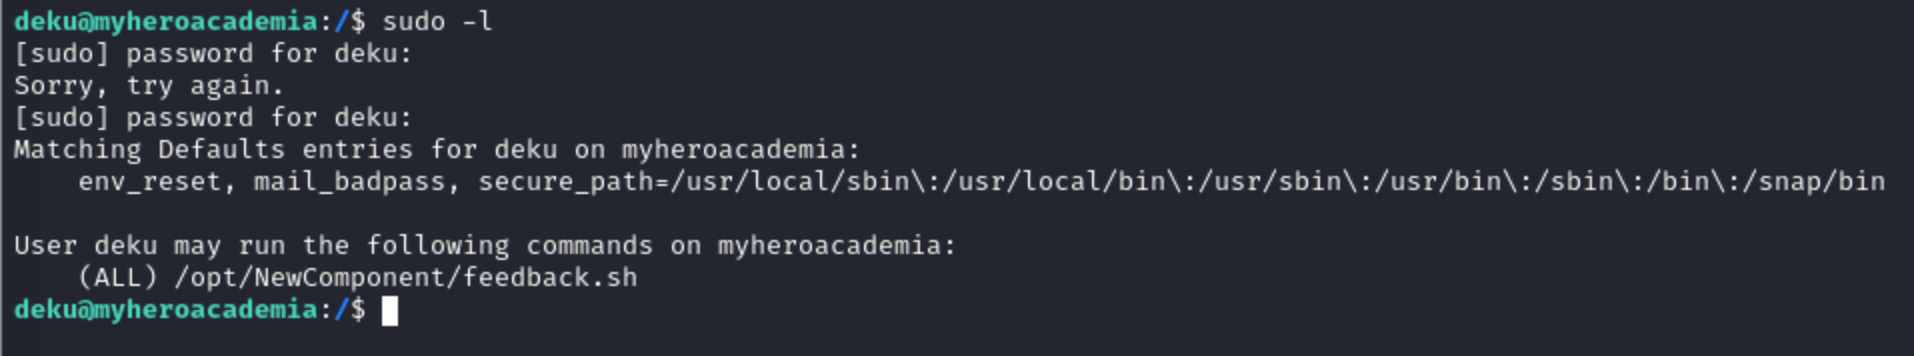 deku@myheroacademia:/$ sudo -l
[sudo] password for deku:
Sorry, try again.
[sudo] password for deku:
Matching Defaults entries for deku on myheroacademia:
    env_reset, mail_badpass, secure_path=/usr/local/sbin\:/usr/local/bin\:/usr/sbin\:/usr/bin\:/sbin\:/bin\:/snap/bin

User deku may run the following commands on myheroacademia:
    (ALL) /opt/NewComponent/feedback.sh
deku@myheroacademia:/$